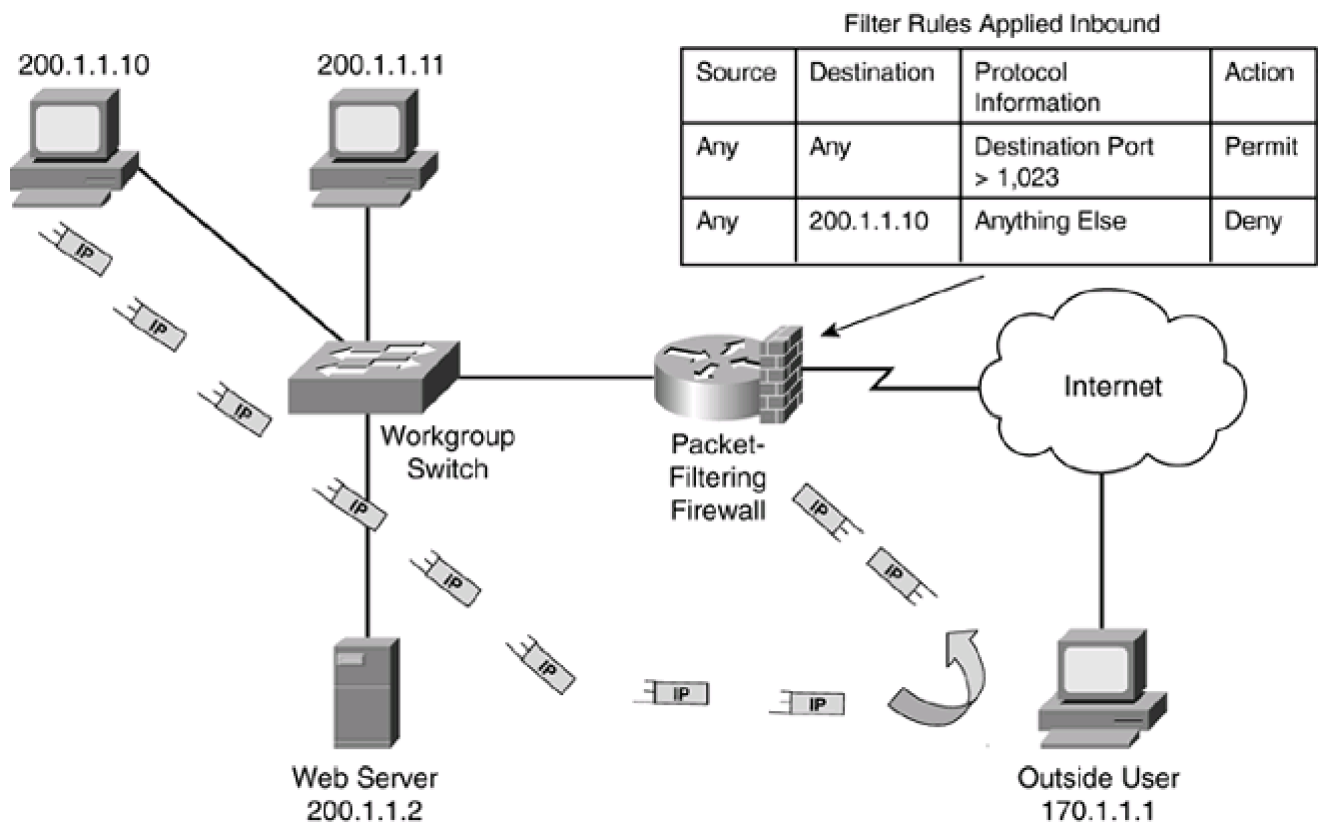 Filter Rules Applied Inbound
Source Destination Protocol Information Action
Any Any Destination Port > 1,023 Permit
Any 200.1.1.10 Anything Else Deny
200.1.1.10
200.1.1.11
IP
IP
IP
IP
IP
IP
IP
IP
IP
IP
Workgroup
Switch
Packet-
Filtering
Firewall
Internet
Web Server
200.1.1.2
Outside User
170.1.1.1